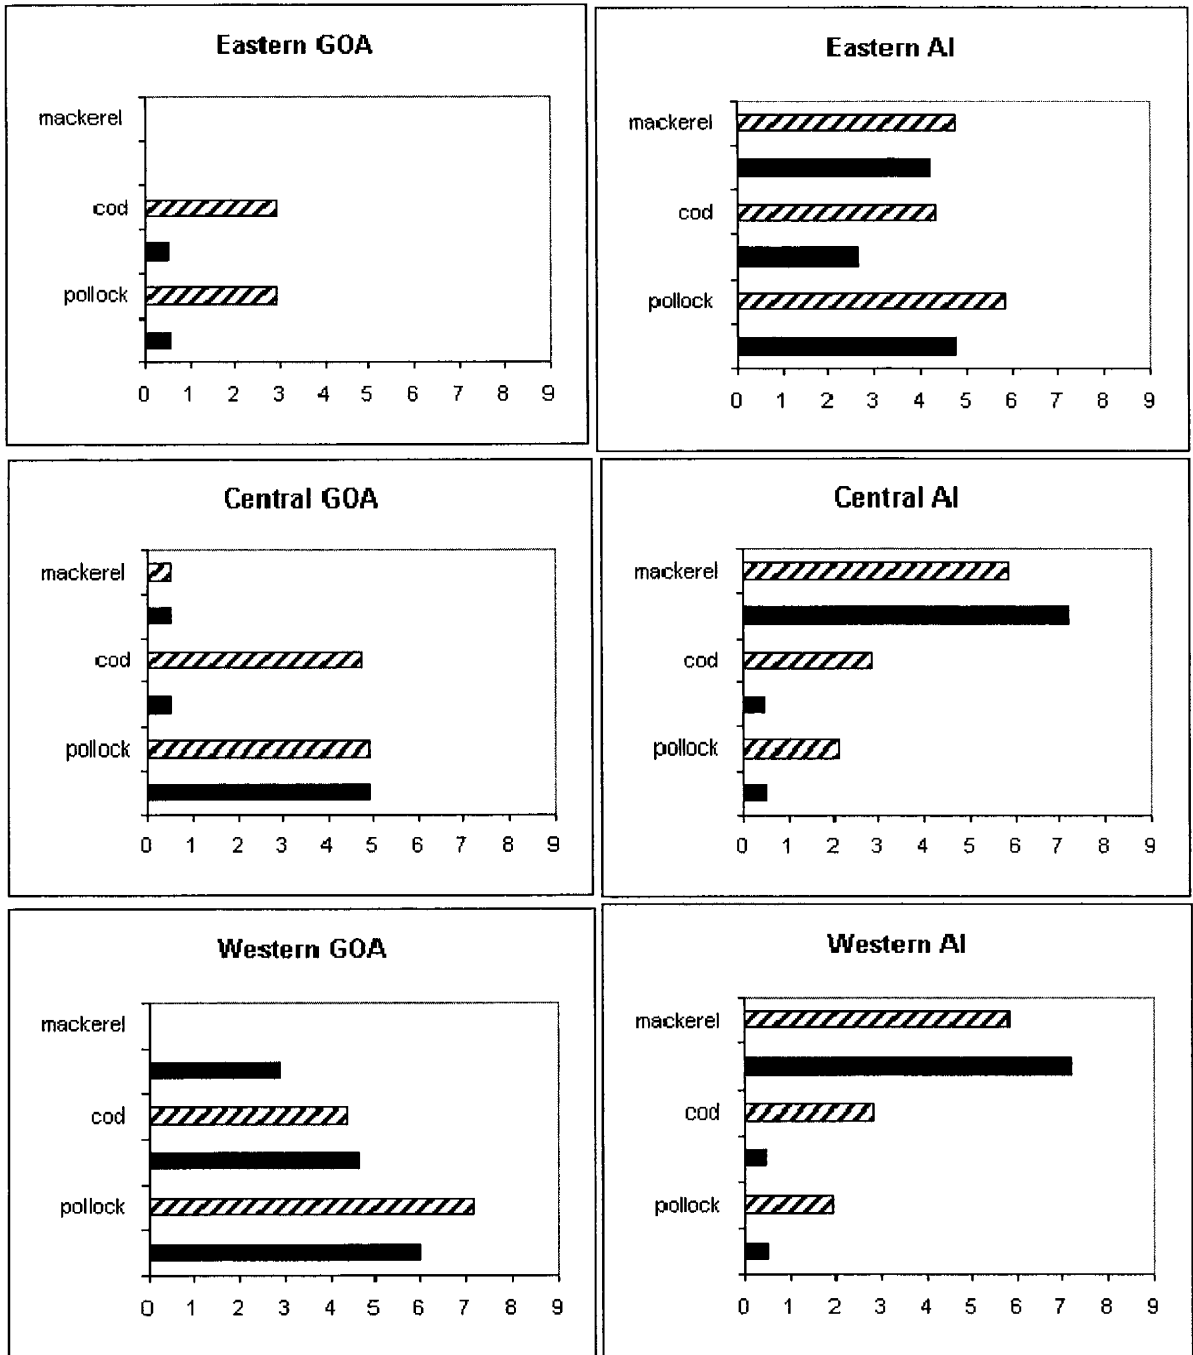 Eastern GOA
mackerel
cod
pollock
0 1 2 3 4 5 6 7 8 9
Eastern AI
mackerel
cod
pollock
0 1 2 3 4 5 6 7 8 9
Central GOA
mackerel
cod
pollock
0 1 2 3 4 5 6 7 8 9
Central AI
mackerel
cod
pollock
0 1 2 3 4 5 6 7 8 9
Western GOA
mackerel
cod
pollock
0 1 2 3 4 5 6 7 8 9
Western AI
mackerel
cod
pollock
0 1 2 3 4 5 6 7 8 9